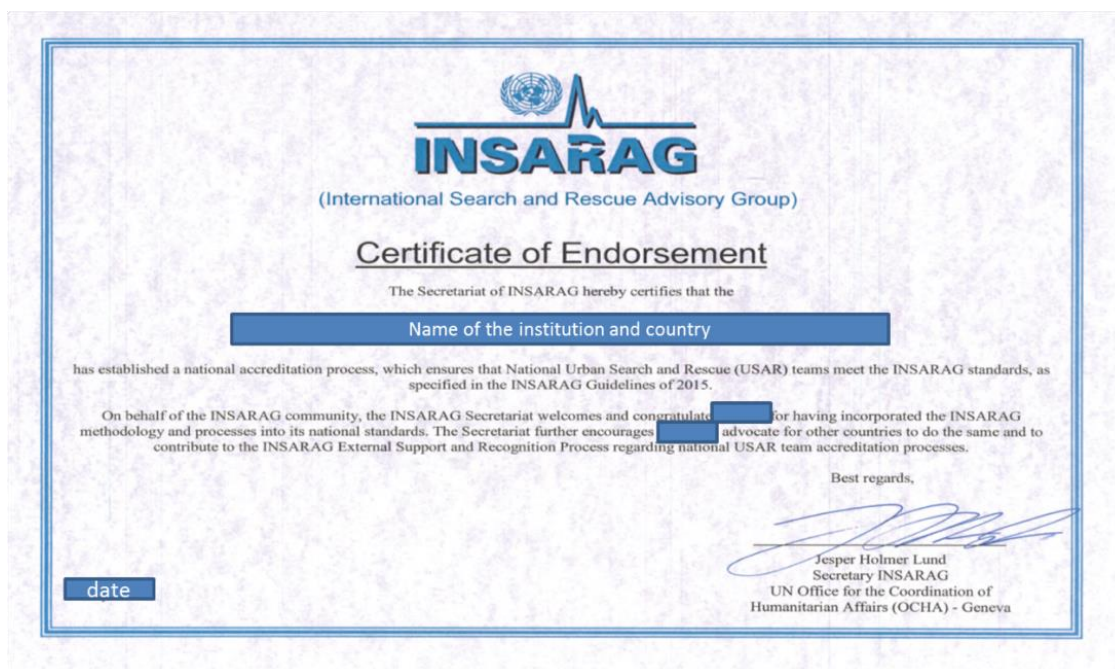 INSARAG
(International Search and Rescue Advisory Group)
Certificate of Endorsement
The Secretariat of INSARAG hereby certifies that the
Name of the institution and country
has established a national accreditation process, which ensures that National Urban Search and Rescue (USAR) teams meet the INSARAG standards, as
specified in the INSARAG Guidelines of 2015.
On behalf of the INSARAG community, the INSARAG Secretariat welcomes and congratulate for having incorporated the INSARAG
methodology and processes into its national standards. The Secretariat further encourages advocate for other countries to do the same and to
contribute to the INSARAG External Support and Recognition Process regarding national USAR team accreditation processes.
Best regards,
Jesper Holmer Lund
Secretary INSARAG
UN Office for the Coordination of
Humanitarian Affairs (OCHA) - Geneva
date